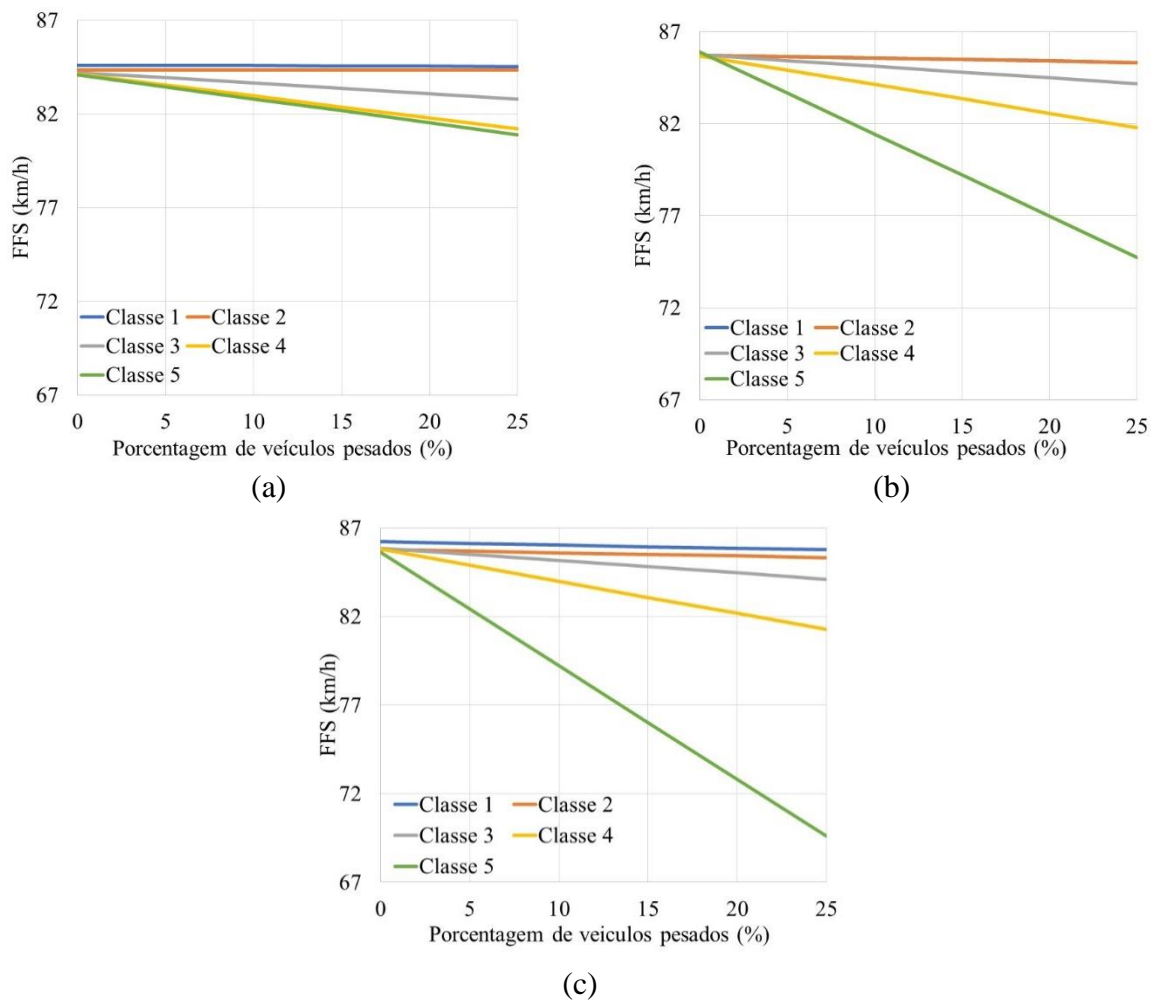 87
82
77
72
67
FFS (km/h)
Classe 1 Classe 2
Classe 3 Classe 4
Classe 5
0 5 10 15 20 25
Porcentagem de veículos pesados (%)
(a)
87
82
77
72
67
FFS (km/h)
Classe 1 Classe 2
Classe 3 Classe 4
Classe 5
0 5 10 15 20 25
Porcentagem de veículos pesados (%)
(b)
87
82
77
72
67
FFS (km/h)
Classe 1 Classe 2
Classe 3 Classe 4
Classe 5
0 5 10 15 20 25
Porcentagem de veiculos pesados (%)
(c)